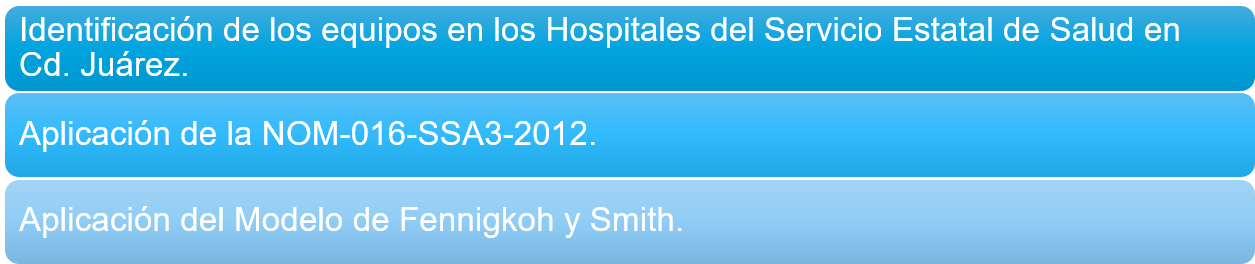 Identificación de los equipos en los Hospitales del Servicio Estatal de Salud en
Cd. Juárez.
Aplicación de la NOM-016-SSA3-2012.
Aplicación del Modelo de Fennigkoh y Smith.